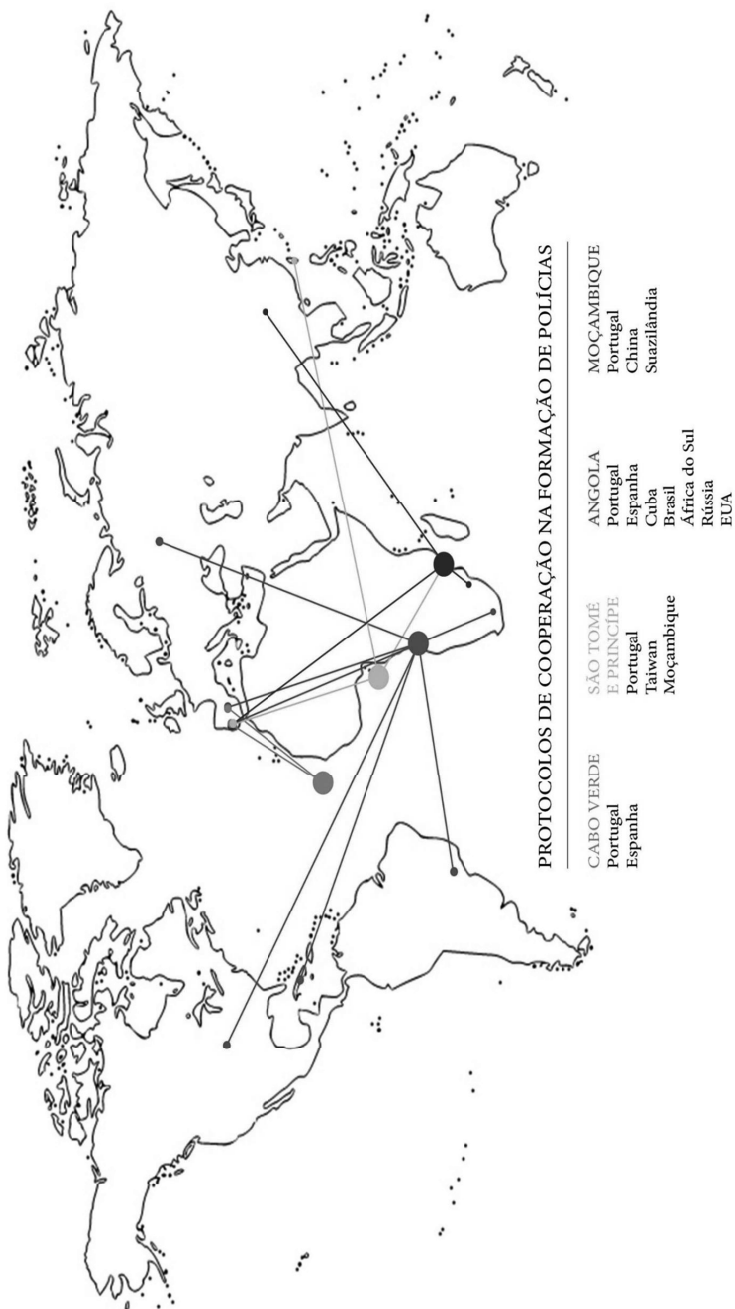 PROTOCOLOS DE COOPERAÇÃO NA FORMAÇÃO DE POLÍCIAS
CABO VERDE
Portugal
Espanha
SÃO TOMÉ
E PRINCÍPE
Portugal
Taiwan
Moçambique
ANGOLA
Portugal
Espanha
Cuba
Brasil
África do Sul
Rússia
EUA
MOÇAMBIQUE
Portugal
China
Suazilândia